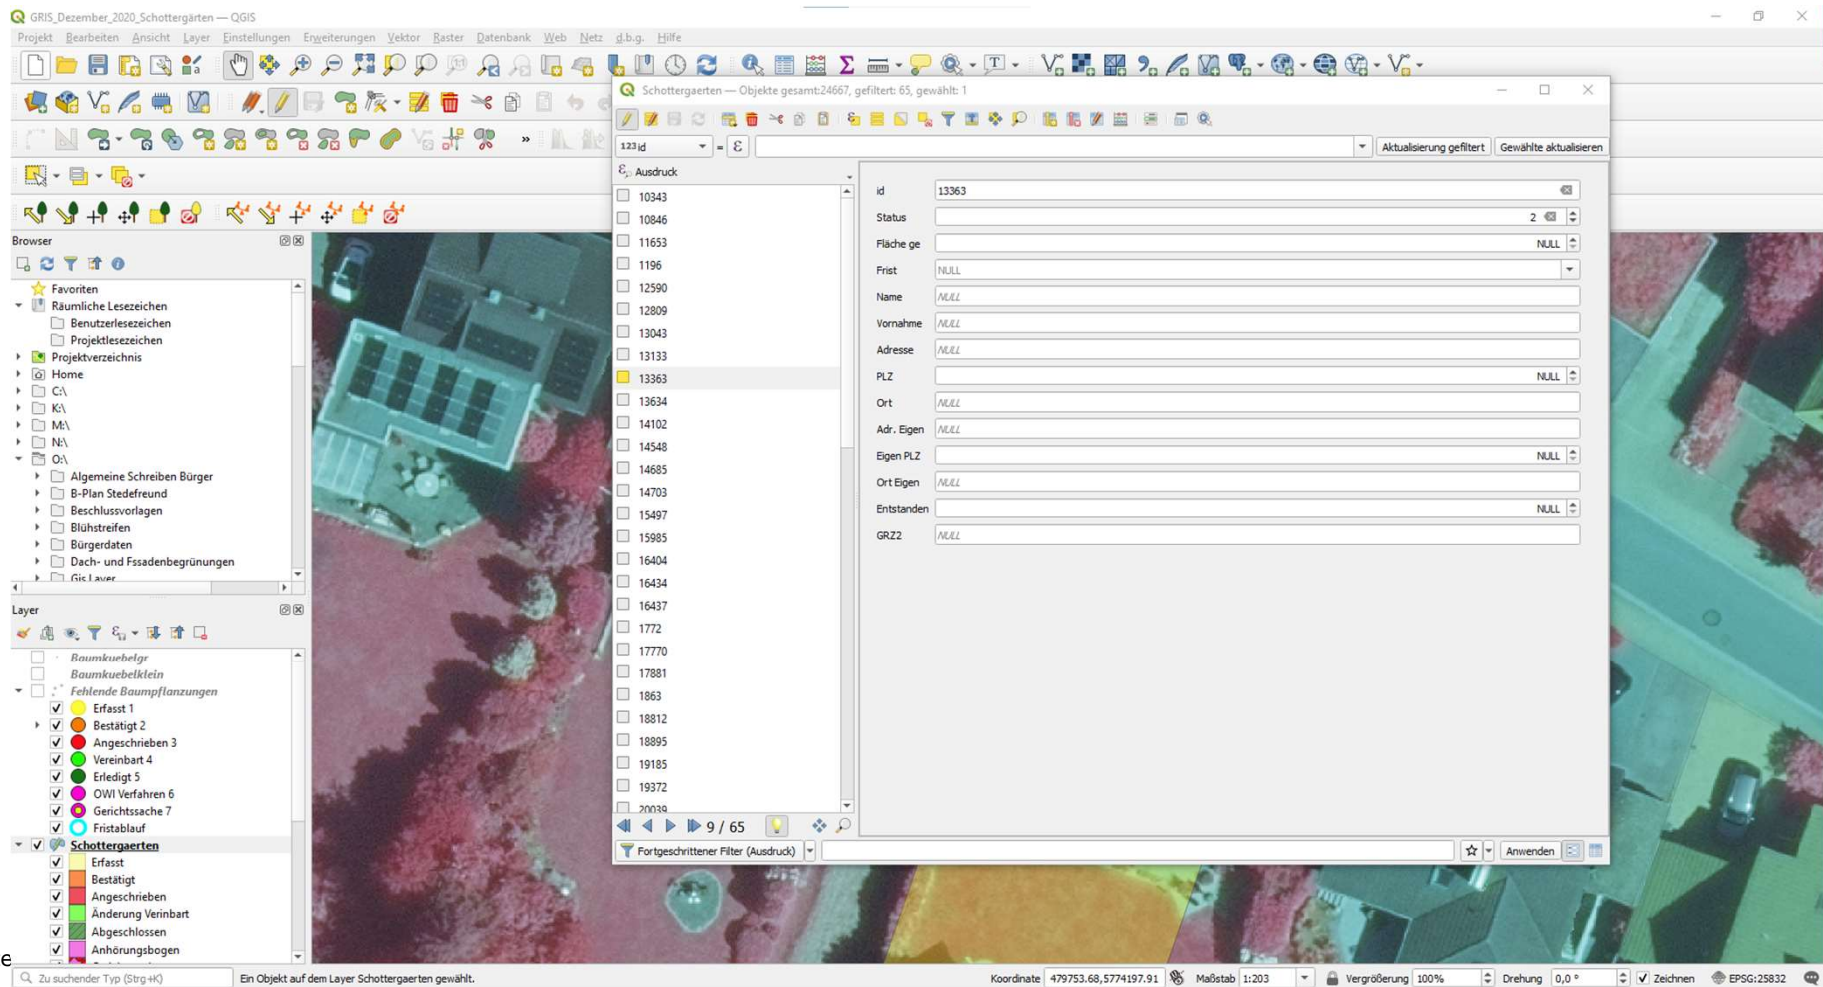 GRIS_Dezember_2020_Schottergärten — QGIS
Projekt Bearbeiten Ansicht Layer Einstellungen Erweiterungen Vektor Raster Datenbank Web Netz d.b.g. Hilfe
Schottergaerten — Objekte gesamt:24667, gefiltert: 65, gewählt: 1
123 id = ε Aktualisierung gefiltert Gewählte aktualisieren
Ausdruck
10343
10846
11653
1196
12590
12809
13043
13133
13363
13634
14102
14548
14685
14703
15497
15985
16404
16434
16437
1772
17770
17881
1863
18812
18895
19185
19372
20039
9 / 65
id 13363
Status 2
Fläche ge NULL
Frist NULL
Name NULL
Vorname NULL
Adresse NULL
PLZ NULL
Ort NULL
Adr. Eigen NULL
Eigen PLZ NULL
Ort Eigen NULL
Entstanden NULL
GRZ2 NULL
Fortgeschrittener Filter (Ausdruck) Anwenden
Browser
Favoriten
Räumliche Lesezeichen
Benutzerlesezeichen
Projektlesezeichen
Projektverzeichnis
Home
C:\
K:\
M:\
N:\
O:\
Algemeine Schreiben Bürger
B-Plan Stedefreund
Beschlussvorlagen
Blühstreifen
Bürgerdaten
Dach- und Fssadenbegrünungen
Gis Layer
Layer
Baumkuebelgr
Baumkuebelklein
Fehlende Baumpflanzungen
Erfasst 1
Bestätigt 2
Angeschrieben 3
Vereinbart 4
Erledigt 5
OWI Verfahren 6
Gerichtssache 7
Fristablauf
Schottergaerten
Erfasst
Bestätigt
Angeschrieben
Änderung Verinbart
Abgeschlossen
Anhörungsbogen
e
Zu suchender Typ (Strg+K) Ein Objekt auf dem Layer Schottergaerten gewählt. Koordinate 479753.68,5774197.91 Maßstab 1:203 Vergrößerung 100% Drehung 0,0 ° Zeichnen EPSG:25832